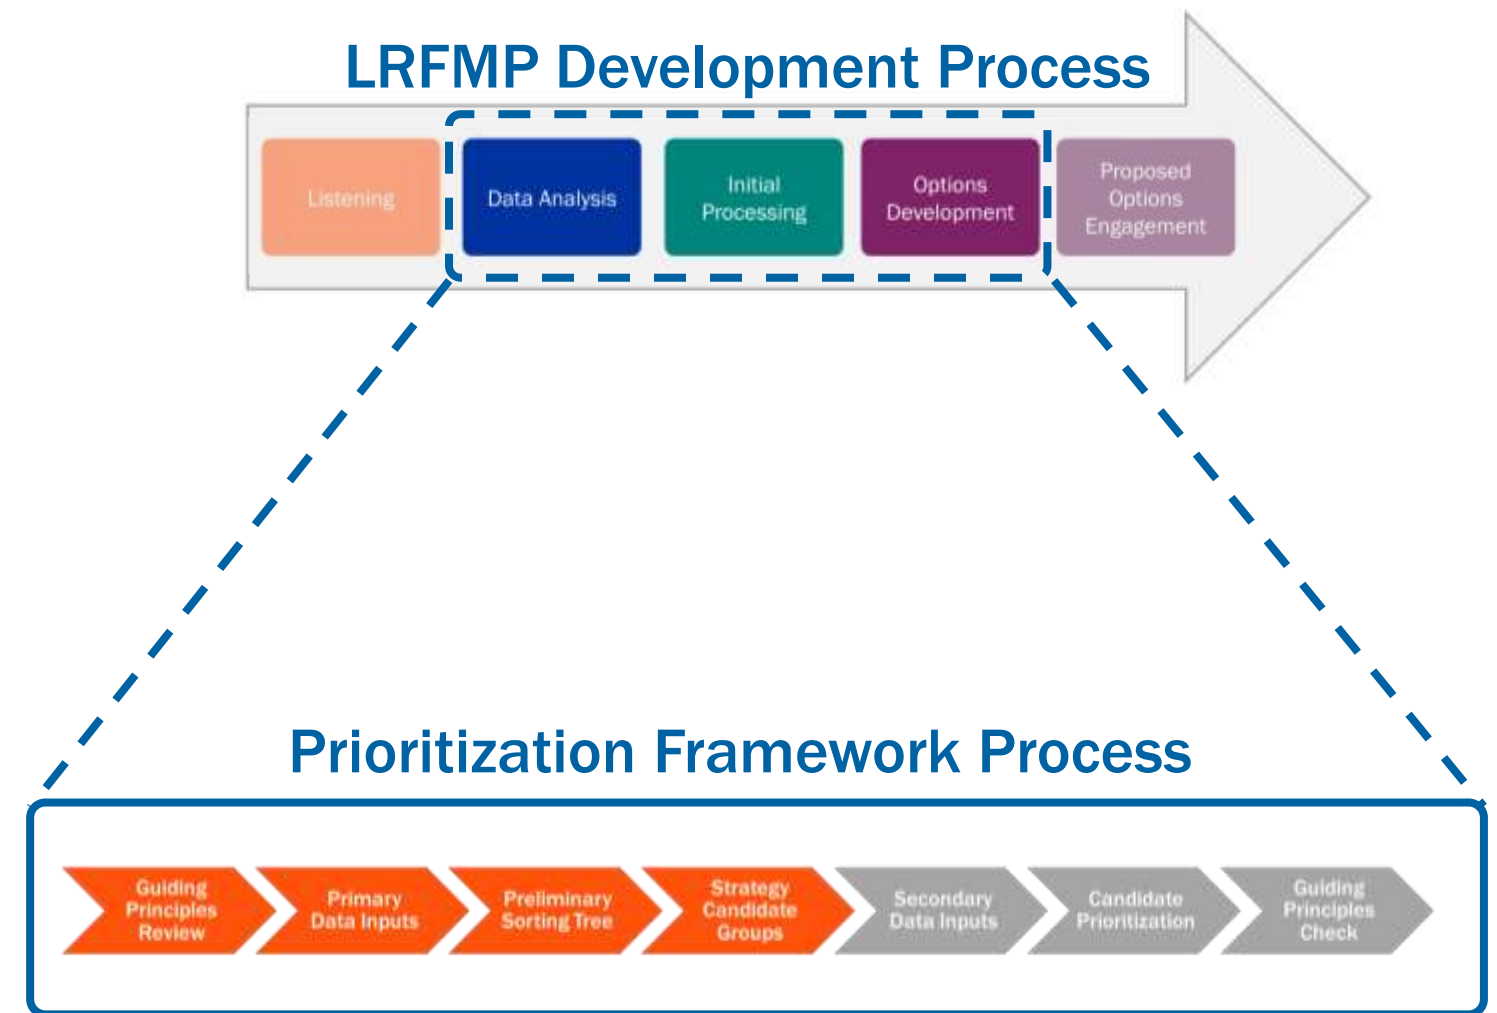 LRFMP Development Process
Listening
Data Analysis
Initial
Processing
Options
Development
Proposed
Options
Engagement
Prioritization Framework Process
Guiding
Principles
Review
Primary
Data Inputs
Preliminary
Sorting Tree
Strategy
Candidate
Groups
Secondary
Data Inputs
Candidate
Prioritization
Guiding
Principles
Check